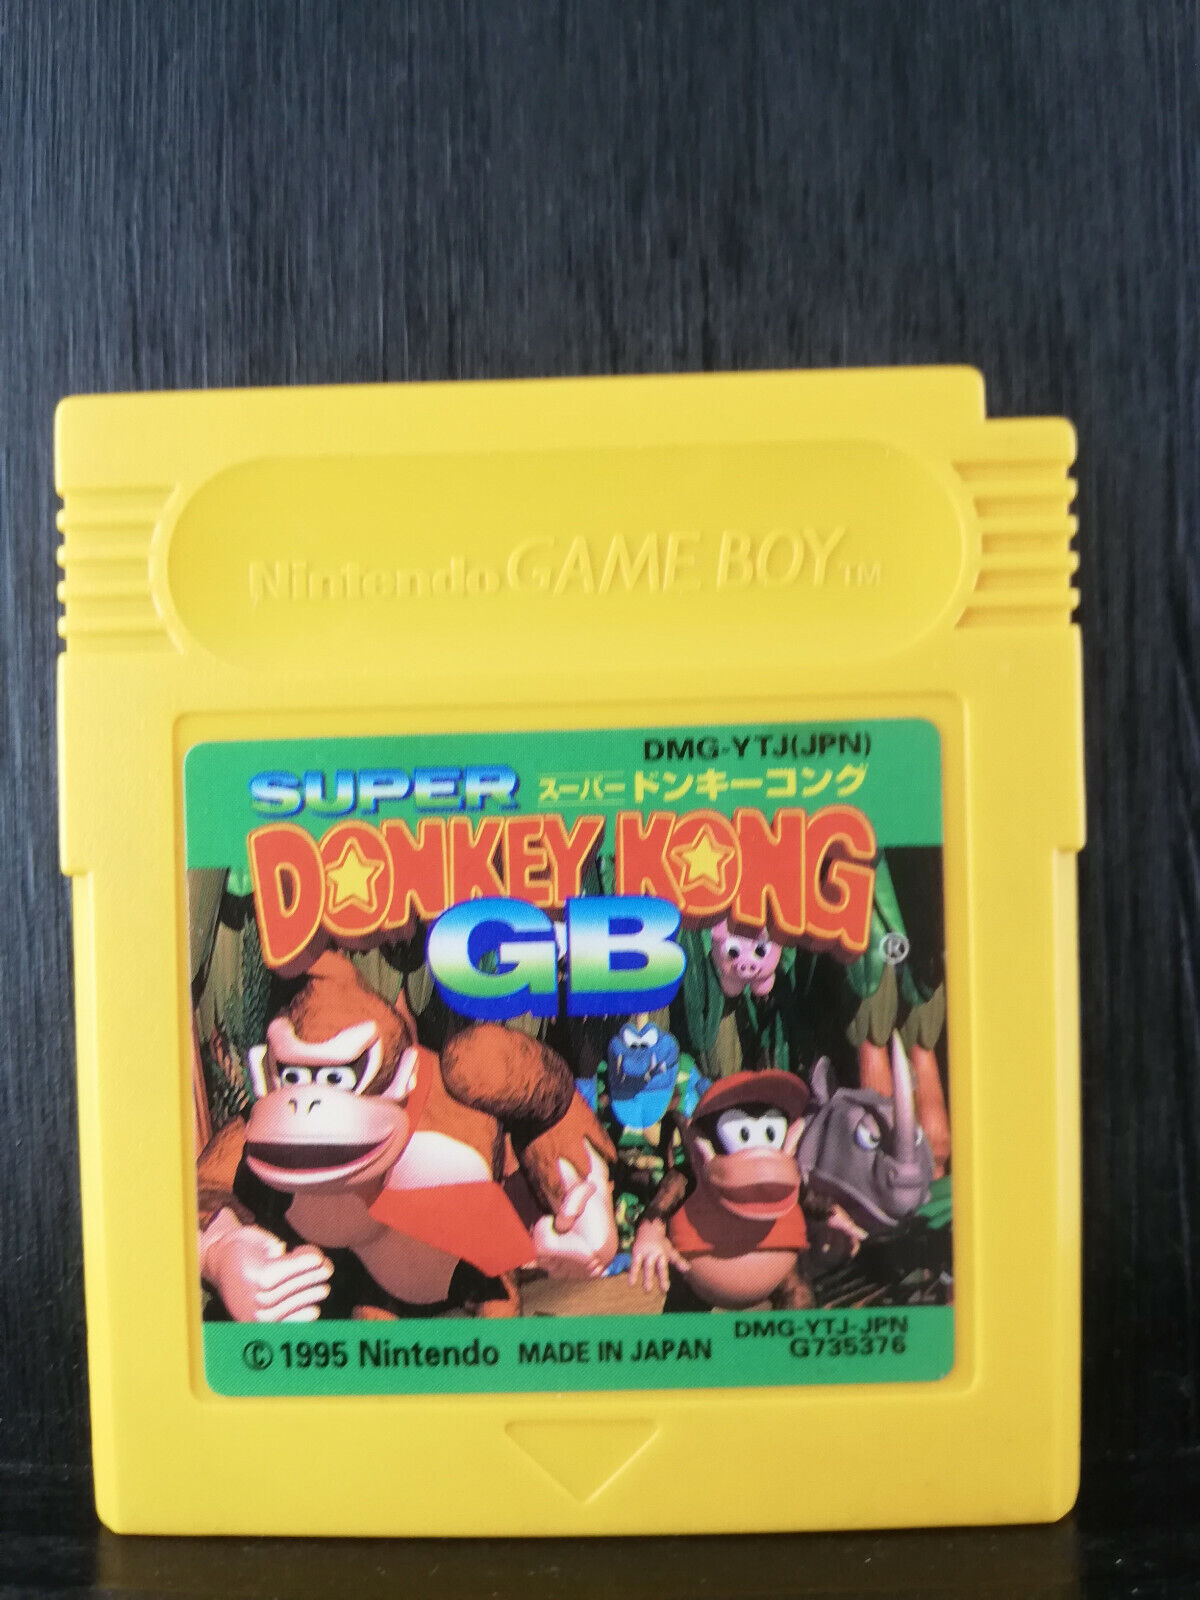 Nintendo GAME BOY™
DMG-YTJ(JPN)
SUPER スーパードンキーコング
DONKEY KONG
GB ®
DMG-YTJ-JPN
© 1995 Nintendo MADE IN JAPAN G735376